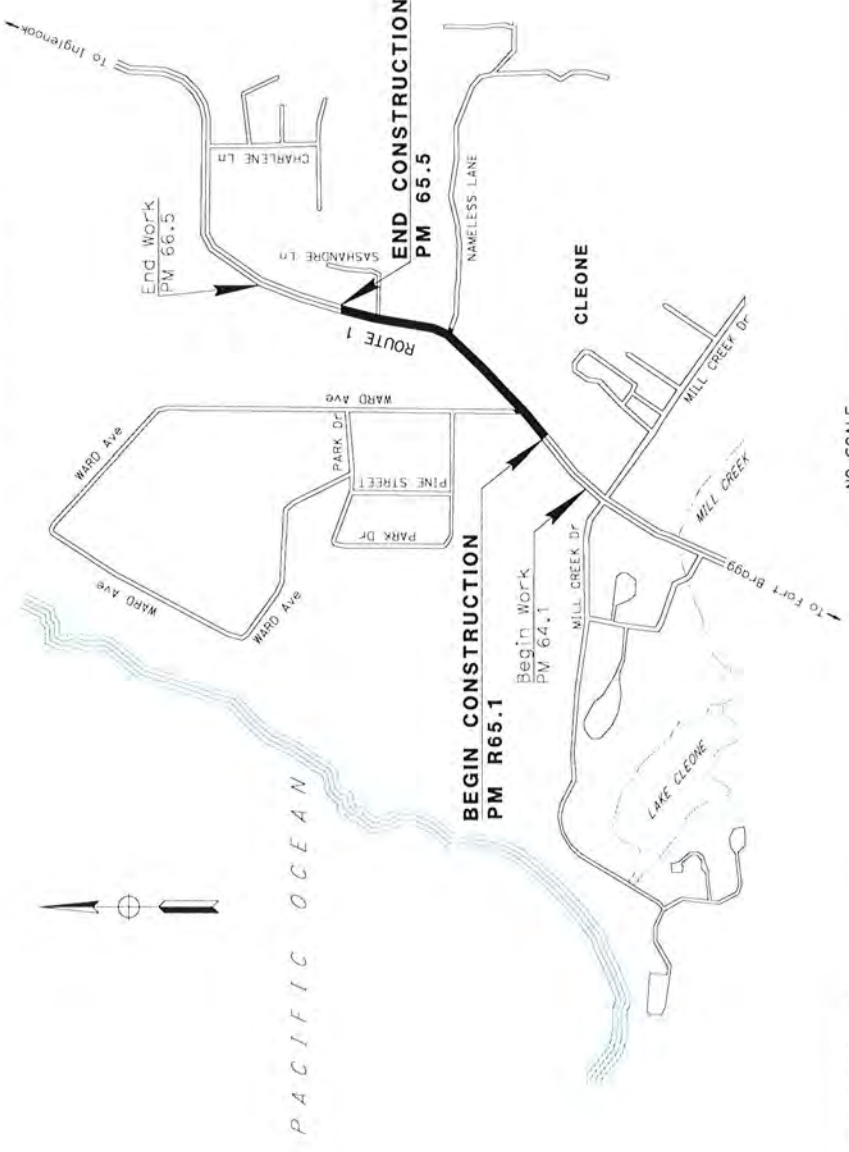 To Inglenook
CHARLENE Ln
End Work
PM 66.5
SASHANDRE Ln
END CONSTRUCTION
PM 65.5
NAMELESS LANE
ROUTE 1
CLEONE
WARD Ave
WARD Ave
PARK Dr
WARD Ave
PINE STREET
PARK Dr
WARD Ave
BEGIN CONSTRUCTION
PM R65.1
Begin Work
PM 64.1
MILL CREEK Dr
MILL CREEK Dr
MILL CREEK
To Fort Bragg
LAKE CLEONE
PACIFIC OCEAN